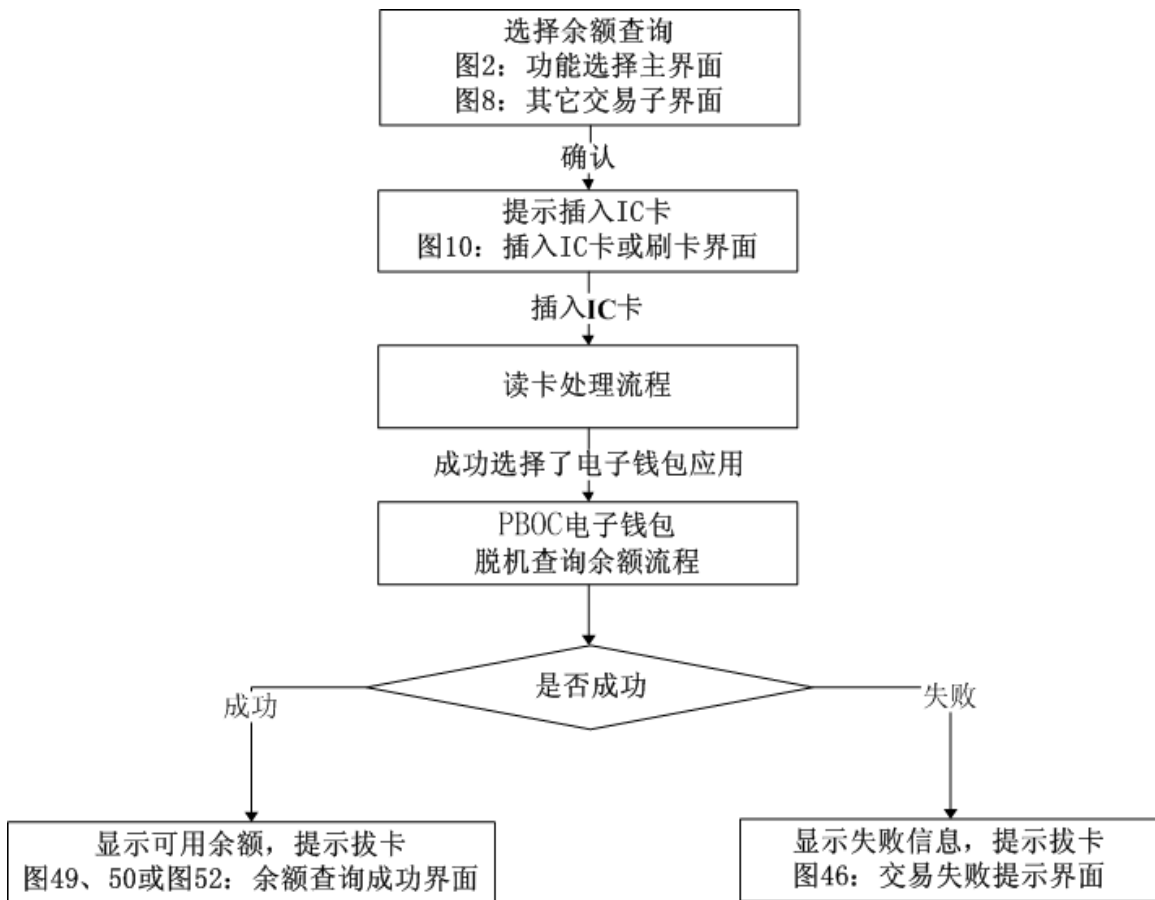 选择余额查询
图2：功能选择主界面
图8：其它交易子界面
确认
提示插入IC卡
图10：插入IC卡或刷卡界面
插入IC卡
读卡处理流程
成功选择了电子钱包应用
PBOC电子钱包
脱机查询余额流程
是否成功
成功
失败
显示可用余额，提示拔卡
图49、50或图52：余额查询成功界面
显示失败信息，提示拔卡
图46：交易失败提示界面